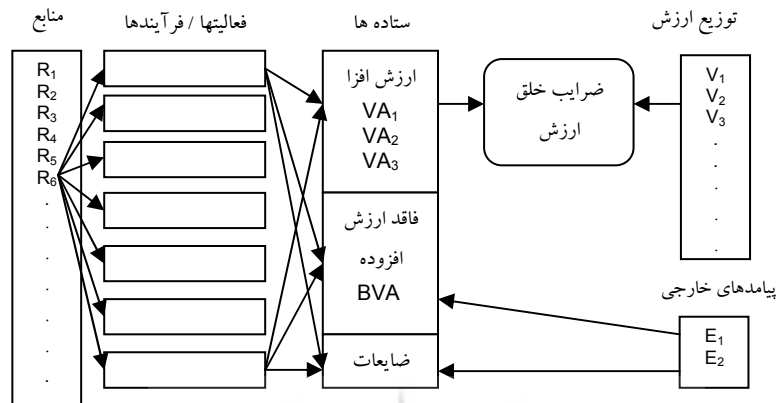 منابع
R1
R2
R3
R4
R5
R6
.
.
.
.
.
.
.
فعالیتها / فرآیندها
ستاده ها
ارزش افزا
VA1
VA2
VA3
فاقد ارزش
افزوده
BVA
ضایعات
ضرایب خلق
ارزش
توزیع ارزش
V1
V2
V3
.
.
.
.
.
.
پیامدهای خارجی
E1
E2